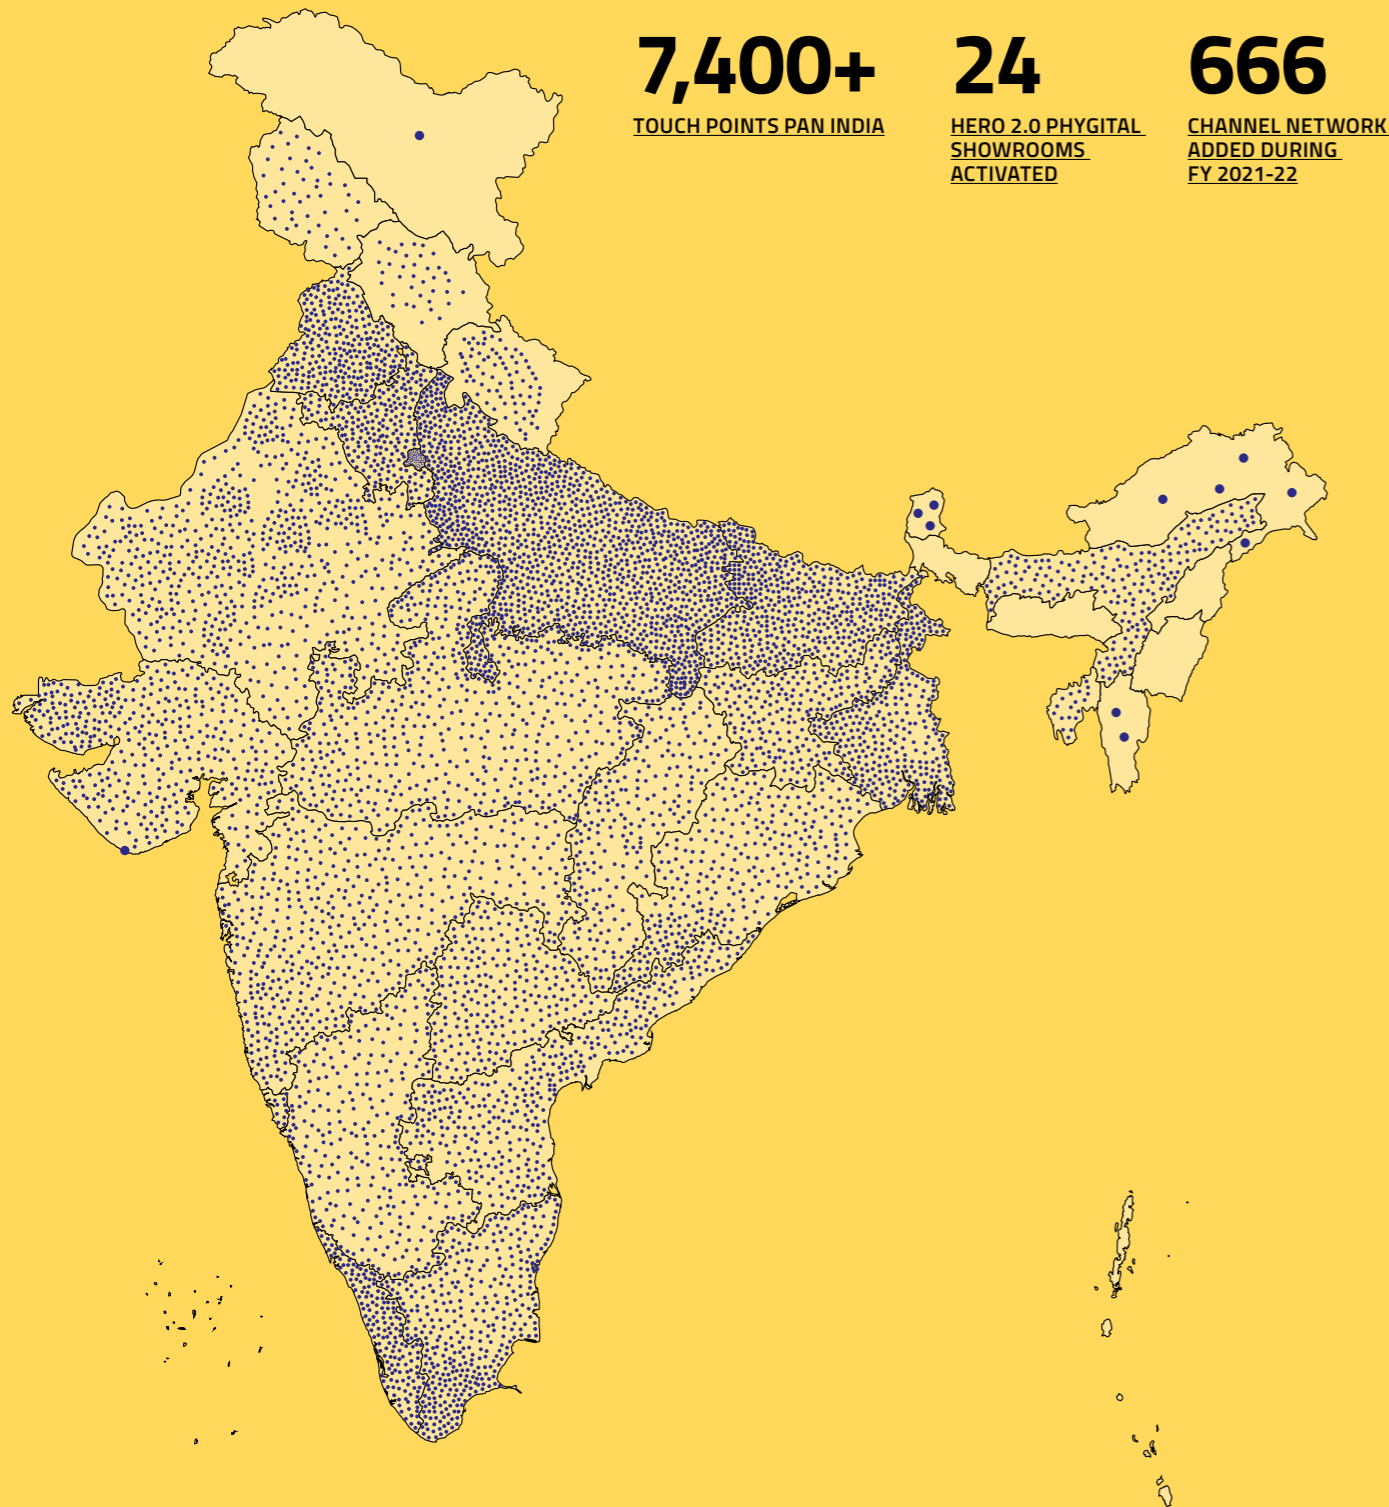 7,400+
TOUCH POINTS PAN INDIA
24
HERO 2.0 PHYGITAL
SHOWROOMS
ACTIVATED
666
CHANNEL NETWORK
ADDED DURING
FY 2021-22